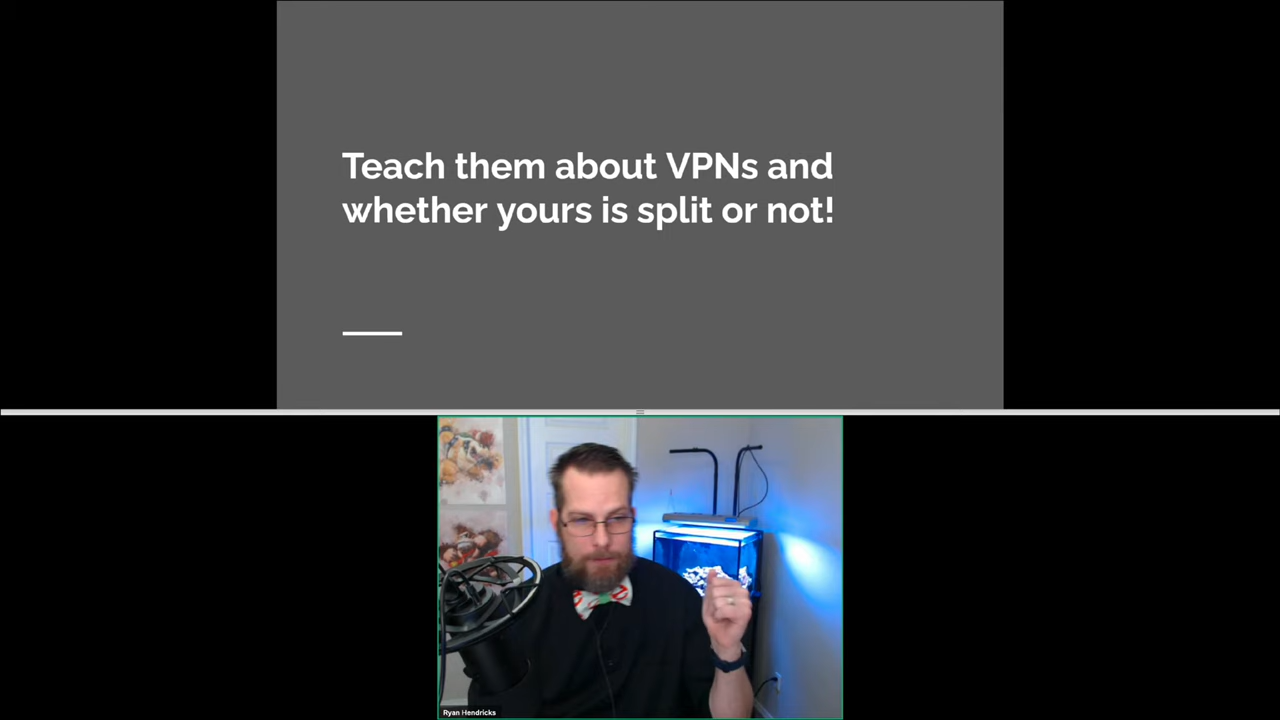 Teach them about VPNs and
whether yours is split or not!
Ryan Hendricks